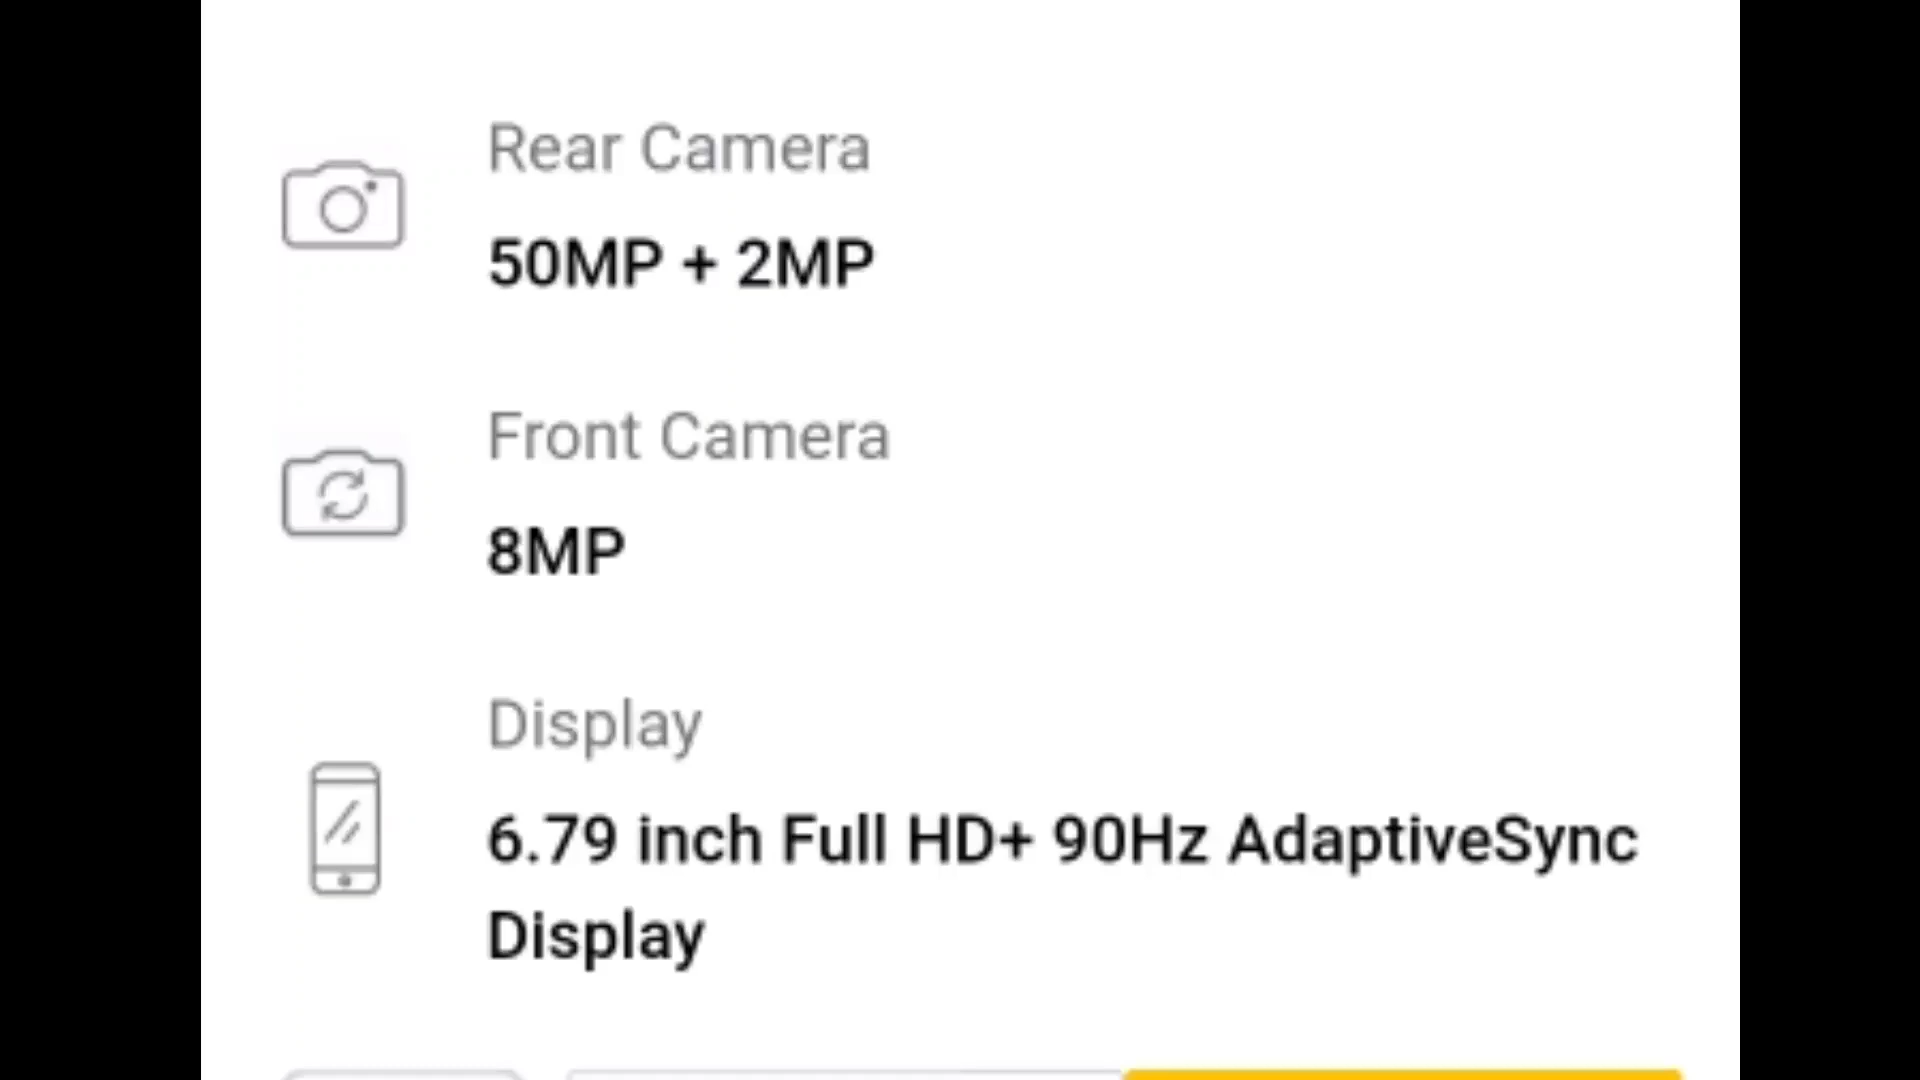 Rear Camera
50MP + 2MP
Front Camera
8MP
Display
6.79 inch Full HD+ 90Hz AdaptiveSync
Display